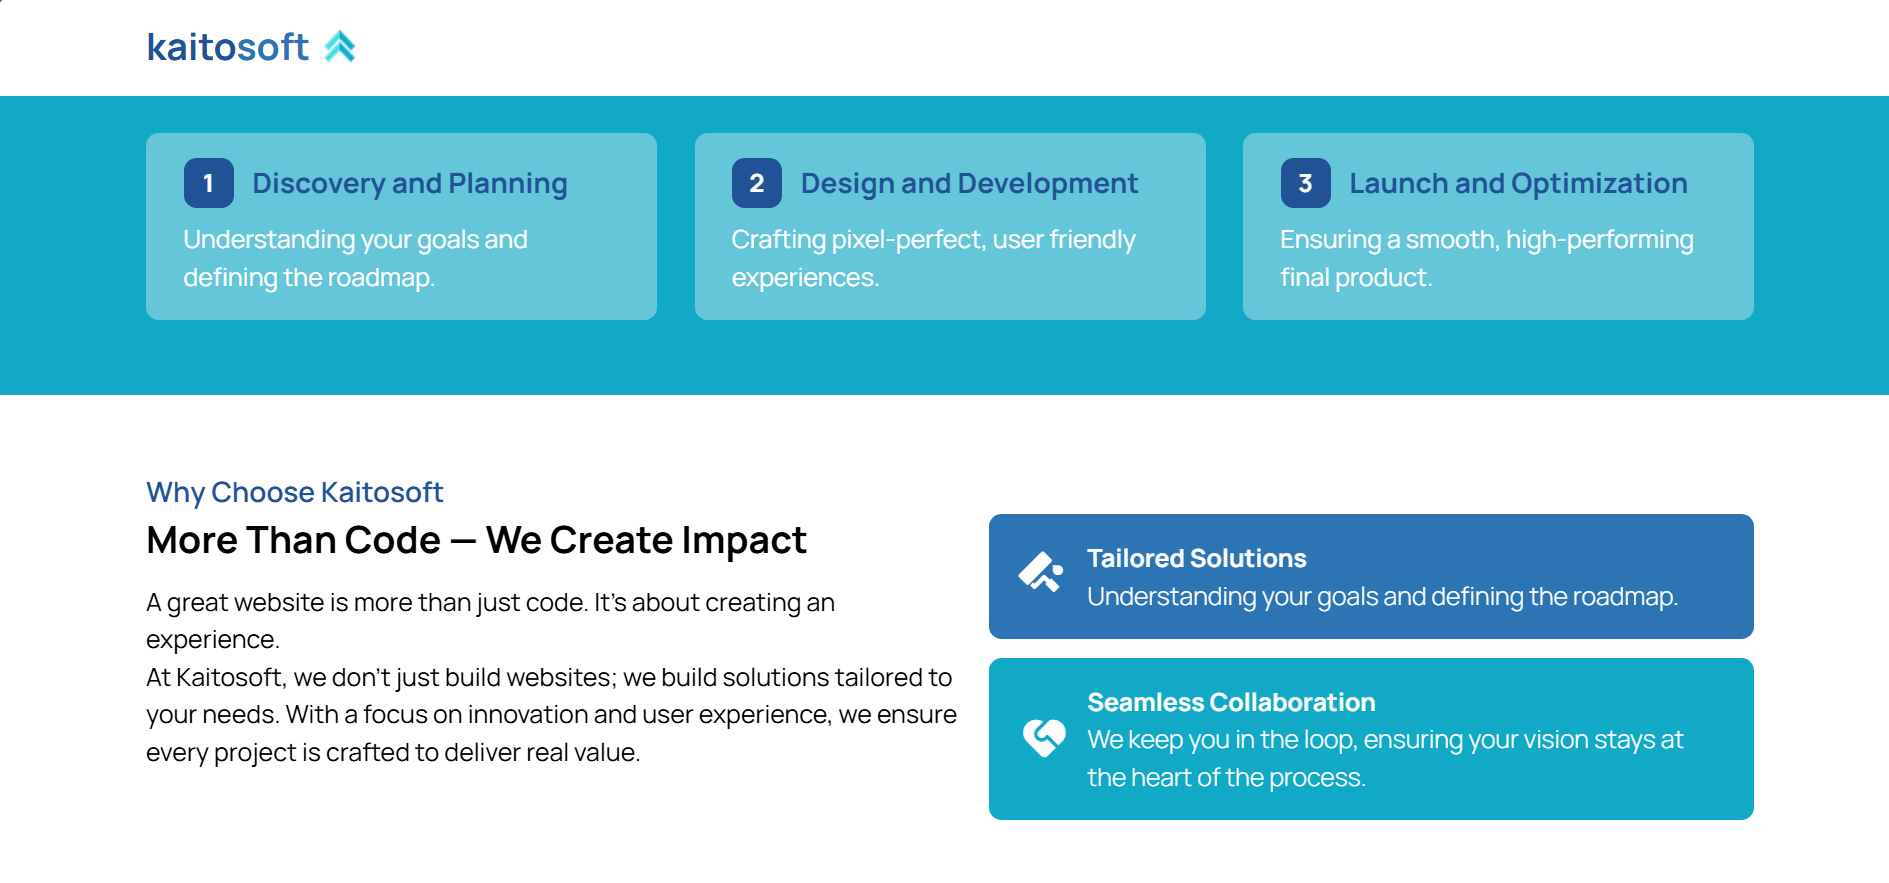 kaitosoft
1 Discovery and Planning
Understanding your goals and
defining the roadmap.
2 Design and Development
Crafting pixel-perfect, user friendly
experiences.
3 Launch and Optimization
Ensuring a smooth, high-performing
final product.
Why Choose Kaitosoft
More Than Code — We Create Impact
A great website is more than just code. It's about creating an
experience.
At Kaitosoft, we don't just build websites; we build solutions tailored to
your needs. With a focus on innovation and user experience, we ensure
every project is crafted to deliver real value.
Tailored Solutions
Understanding your goals and defining the roadmap.
Seamless Collaboration
We keep you in the loop, ensuring your vision stays at
the heart of the process.